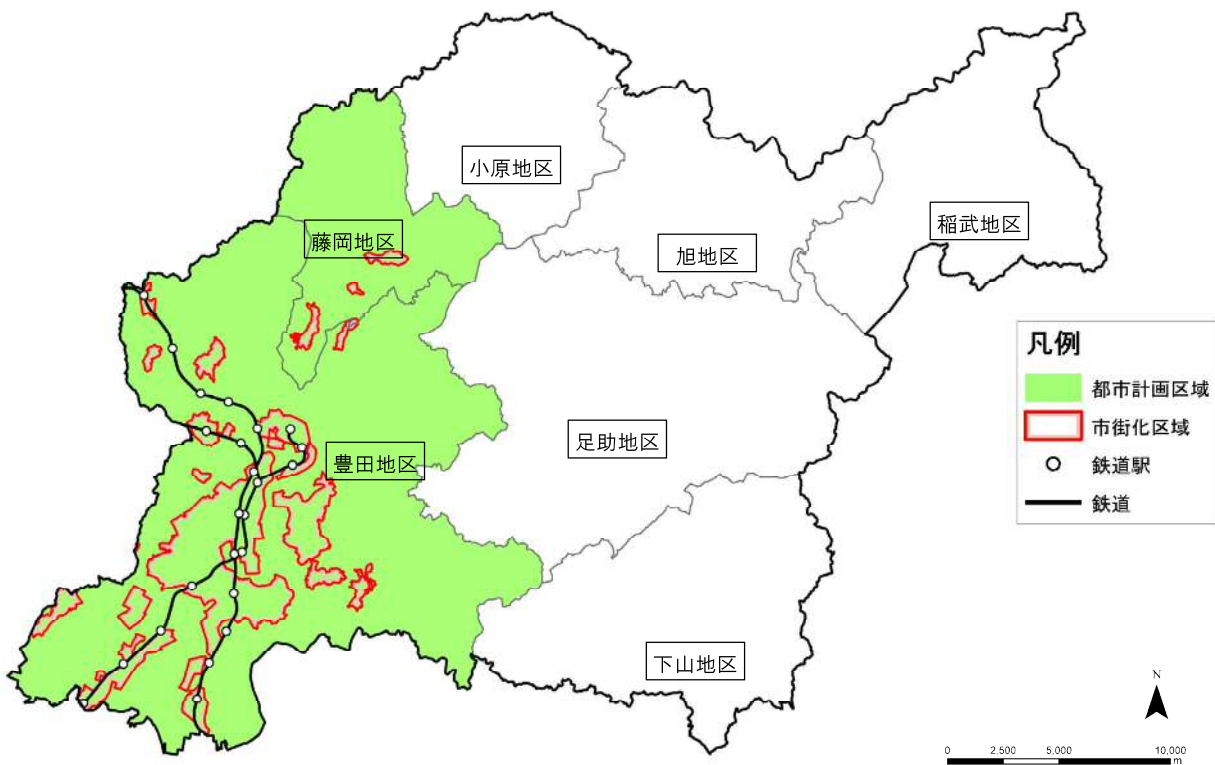 小原地区
藤岡地区
旭地区
稲武地区
足助地区
豊田地区
下山地区
凡例
都市計画区域
市街化区域
鉄道駅
鉄道
N
0 2.500 5.000 10.000
m